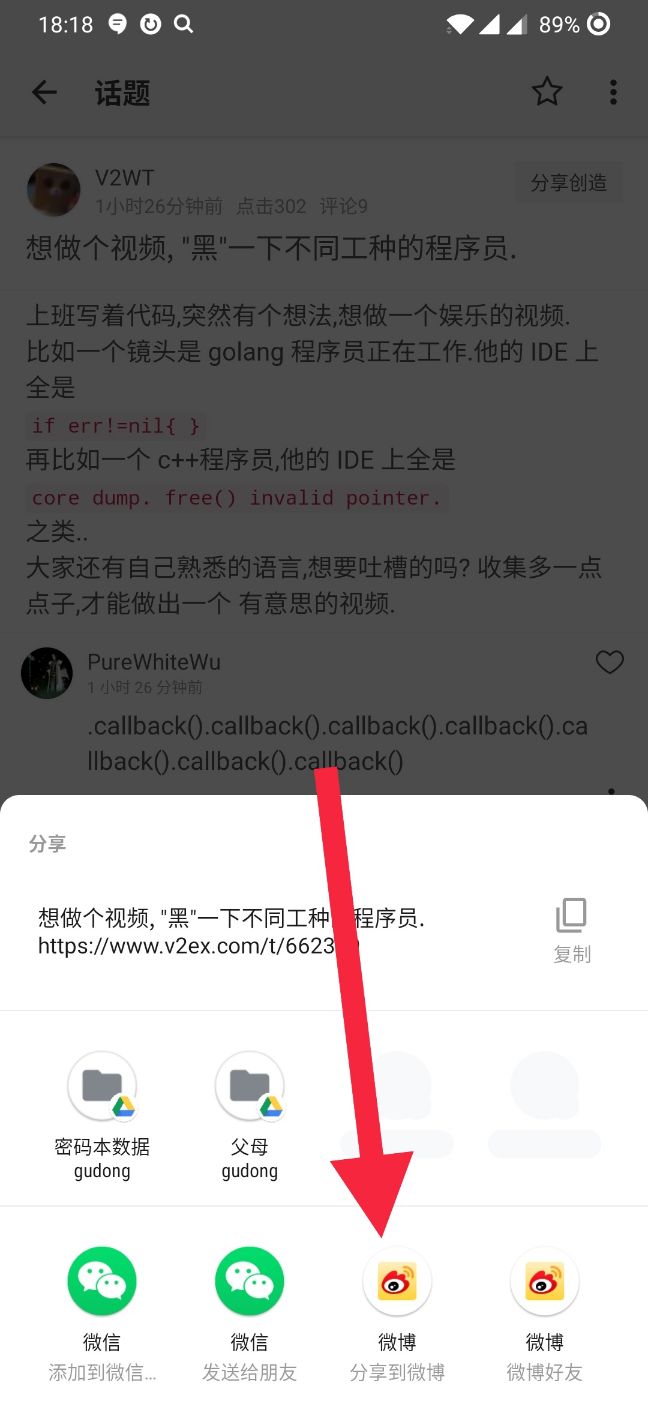 18:18
89%
话题
V2WT
分享创造
1小时26分钟前 点击302 评论9
想做个视频, "黑"一下不同工种的程序员.
上班写着代码,突然有个想法,想做一个娱乐的视频.
比如一个镜头是 golang 程序员正在工作.他的 IDE 上
全是
if err!=nil{ }
再比如一个 c++程序员,他的 IDE 上全是
core dump. free() invalid pointer.
之类..
大家还有自己熟悉的语言,想要吐槽的吗? 收集多一点
点子,才能做出一个 有意思的视频.
PureWhiteWu
1 小时 26 分钟前
.callback().callback().callback().callback().ca
llback().callback().callback()
分享
想做个视频, "黑"一下不同工种 程序员.
https://www.v2ex.com/t/6623
复制
密码本数据
gudong
父母
gudong
微信
添加到微信...
微信
发送给朋友
微博
分享到微博
微博
微博好友